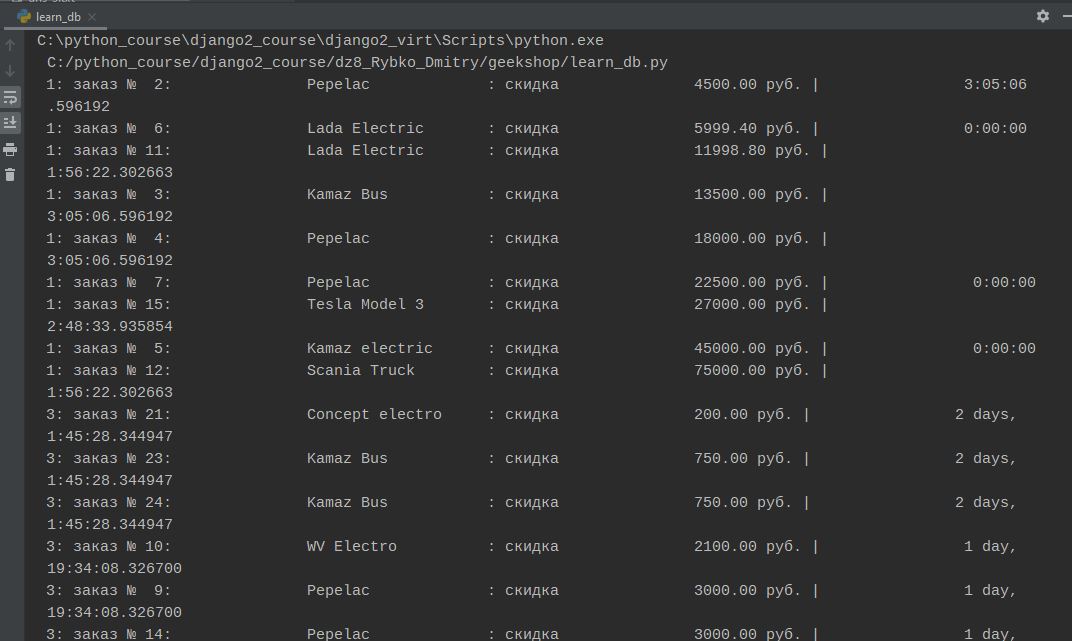 learn_db
C:\python_course\django2_course\django2_virt\Scripts\python.exe
C:/python_course/django2_course/dz8_Rybko_Dmitry/geekshop/learn_db.py
1: заказ №  2:               Pepelac             : скидка               4500.00 руб. |                3:05:06
.596192
1: заказ №  6:               Lada Electric       : скидка               5999.40 руб. |                0:00:00
1: заказ № 11:               Lada Electric       : скидка               11998.80 руб. |
1:56:22.302663
1: заказ №  3:               Kamaz Bus           : скидка               13500.00 руб. |
3:05:06.596192
1: заказ №  4:               Pepelac             : скидка               18000.00 руб. |
3:05:06.596192
1: заказ №  7:               Pepelac             : скидка               22500.00 руб. |                0:00:00
1: заказ № 15:               Tesla Model 3       : скидка               27000.00 руб. |
2:48:33.935854
1: заказ №  5:               Kamaz electric      : скидка               45000.00 руб. |                0:00:00
1: заказ № 12:               Scania Truck        : скидка               75000.00 руб. |
1:56:22.302663
3: заказ № 21:               Concept electro     : скидка               200.00 руб. |                2 days,
1:45:28.344947
3: заказ № 23:               Kamaz Bus           : скидка               750.00 руб. |                2 days,
1:45:28.344947
3: заказ № 24:               Kamaz Bus           : скидка               750.00 руб. |                2 days,
1:45:28.344947
3: заказ № 10:               WV Electro          : скидка               2100.00 руб. |                1 day,
19:34:08.326700
3: заказ №  9:               Pepelac             : скидка               3000.00 руб. |                1 day,
19:34:08.326700
3: заказ № 14:               Pepelac             : скидка               3000.00 руб. |                1 day,